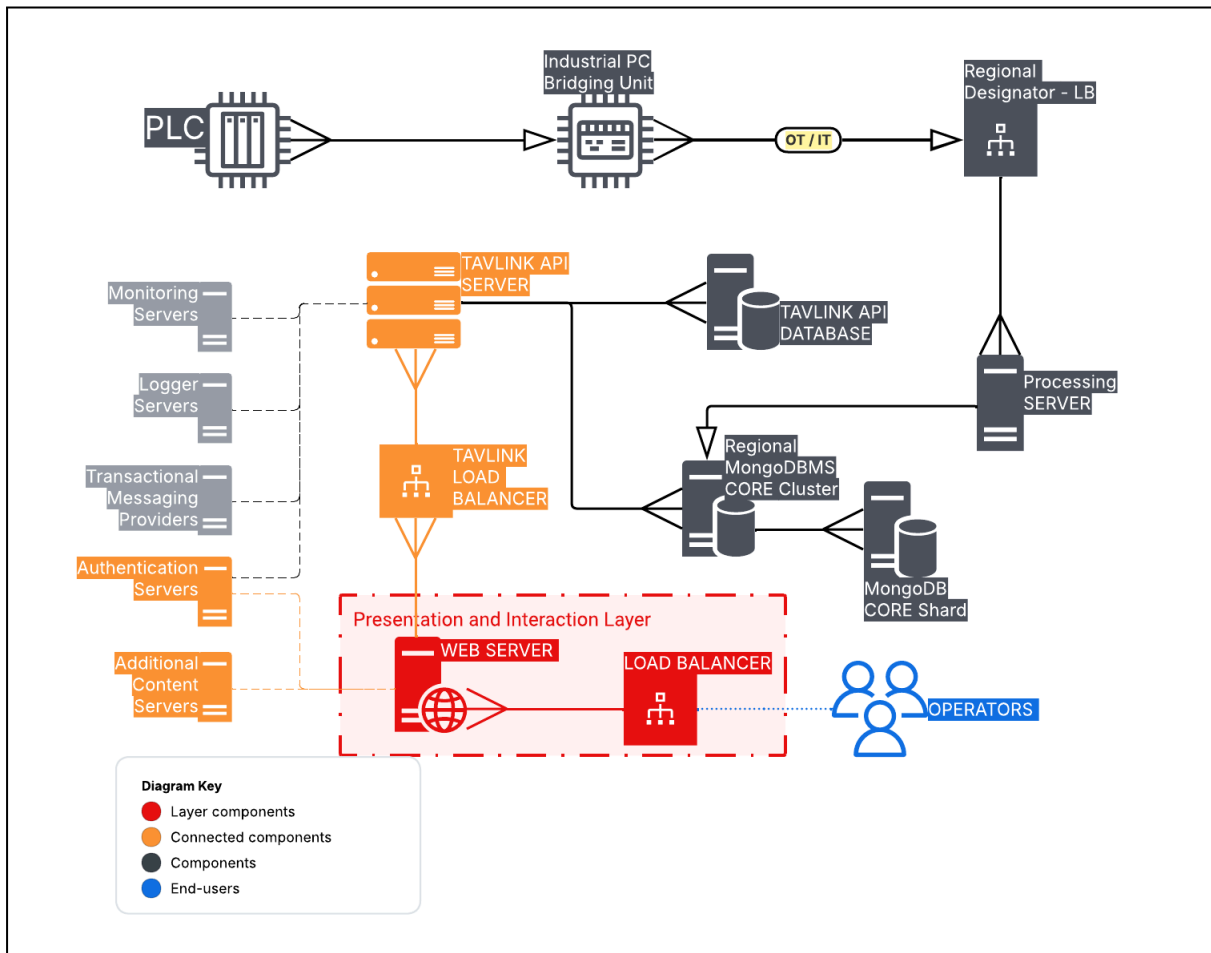 Industrial PC
Bridging Unit
Regional
Designator - LB
PLC
OT / IT
TAVLINK API
SERVER
Monitoring
Servers
TAVLINK API
DATABASE
Logger
Servers
Processing
SERVER
Regional
MongoDBMS
CORE Cluster
TAVLINK
LOAD
BALANCER
Transactional
Messaging
Providers
Authentication
Servers
MongoDB
CORE Shard
Presentation and Interaction Layer
WEB SERVER
LOAD BALANCER
Additional
Content
Servers
OPERATORS
Diagram Key
Layer components
Connected components
Components
End-users